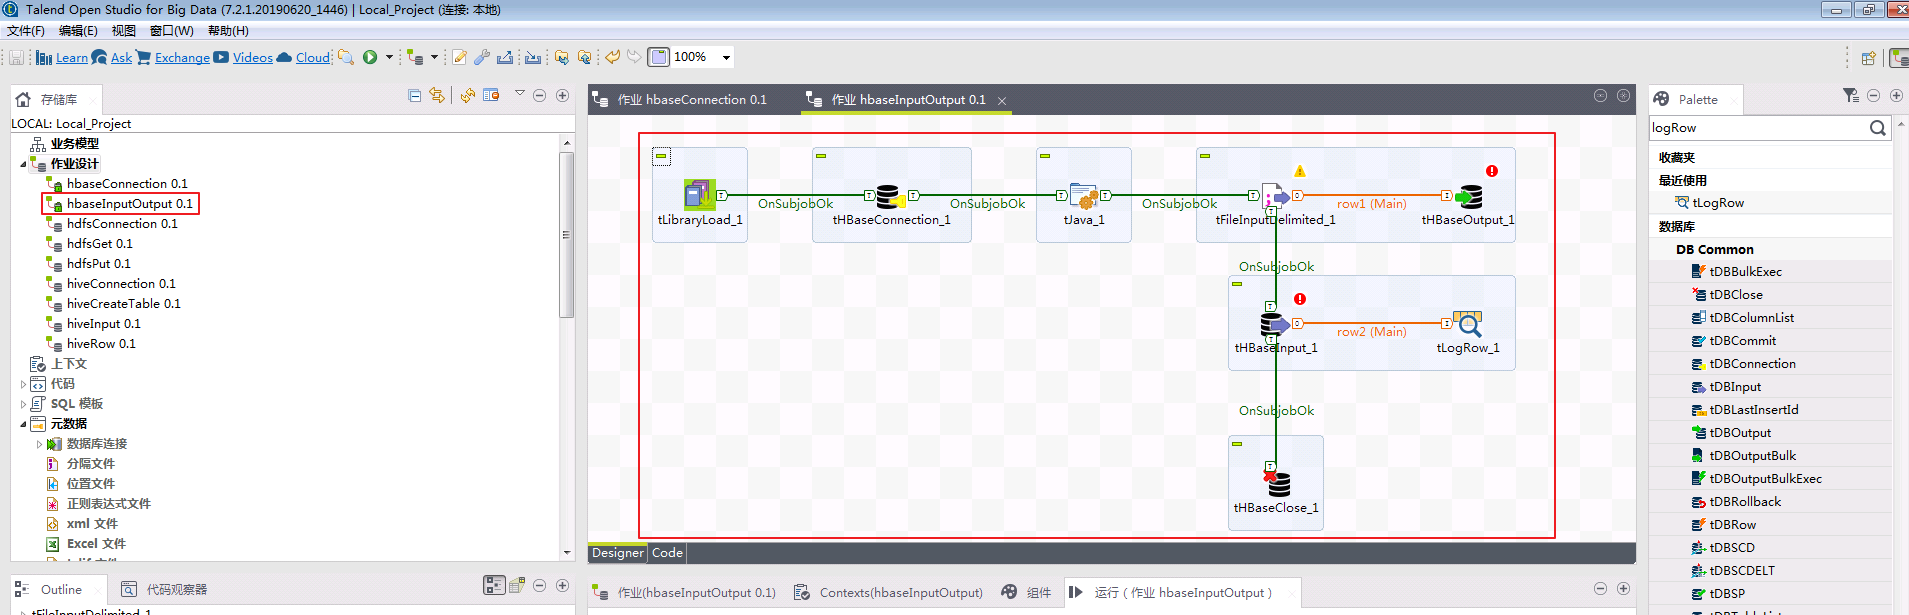 Talend Open Studio for Big Data (7.2.1.20190620_1446) | Local_Project (连接: 本地)
文件(F) 编辑(E) 视图 窗口(W) 帮助(H)
Learn Ask Exchange Videos Cloud 100%
存储库
LOCAL: Local_Project
业务模型
作业设计
hbaseConnection 0.1
hbaseInputOutput 0.1
hdfsConnection 0.1
hdfsGet 0.1
hdfsPut 0.1
hiveConnection 0.1
hiveCreateTable 0.1
hiveInput 0.1
hiveRow 0.1
上下文
代码
SQL 模板
元数据
数据库连接
分隔文件
位置文件
正则表达式文件
xml 文件
Excel 文件
Outline 代码观察器
tFileInputDelimited_1
作业 hbaseConnection 0.1 作业 hbaseInputOutput 0.1
OnSubjobOk OnSubjobOk OnSubjobOk row1 (Main)
tLibraryLoad_1 tHBaseConnection_1 tJava_1 tFileInputDelimited_1 tHBaseOutput_1
OnSubjobOk
row2 (Main)
tHBaseInput_1 tLogRow_1
OnSubjobOk
tHBaseClose_1
Designer Code
作业(hbaseInputOutput 0.1) Contexts(hbaseInputOutput) 组件 运行 ( 作业 hbaseInputOutput )
Palette
logRow
收藏夹
最近使用
tLogRow
数据库
DB Common
tDBBulkExec
tDBClose
tDBColumnList
tDBCommit
tDBConnection
tDBInput
tDBLastInsertId
tDBOutput
tDBOutputBulk
tDBOutputBulkExec
tDBRollback
tDBRow
tDBSCD
tDBSCDELT
tDBSP